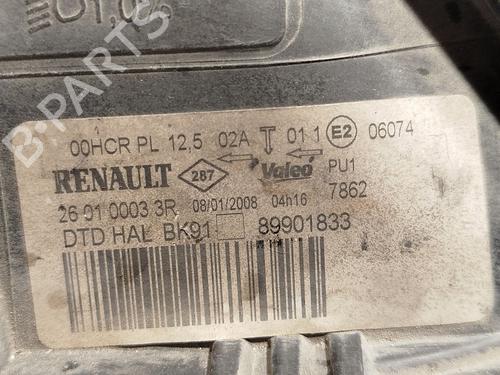 00HCR PL 12,5 02A 01 1 E2 06074
RENAULT 287 Valeo PU1
7862
26 01 0003 3R 08/01/2008 04h16
DTD HAL BK91 89901833
B-PARTS